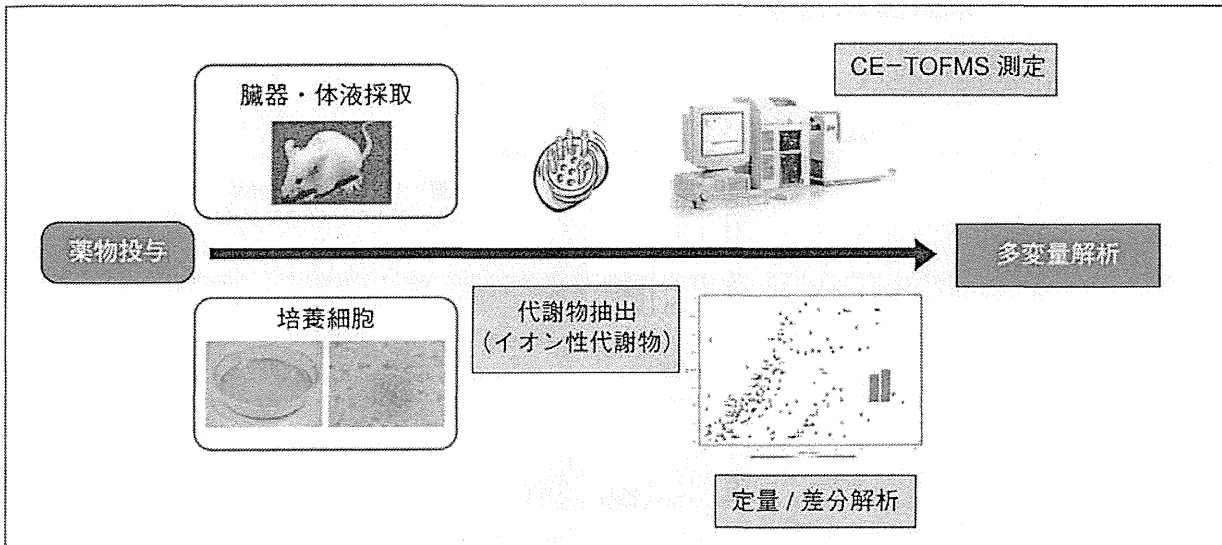 CE-TOFMS 測定
臓器・体液採取
薬物投与
多変量解析
培養細胞
代謝物抽出
(イオン性代謝物)
定量 / 差分解析